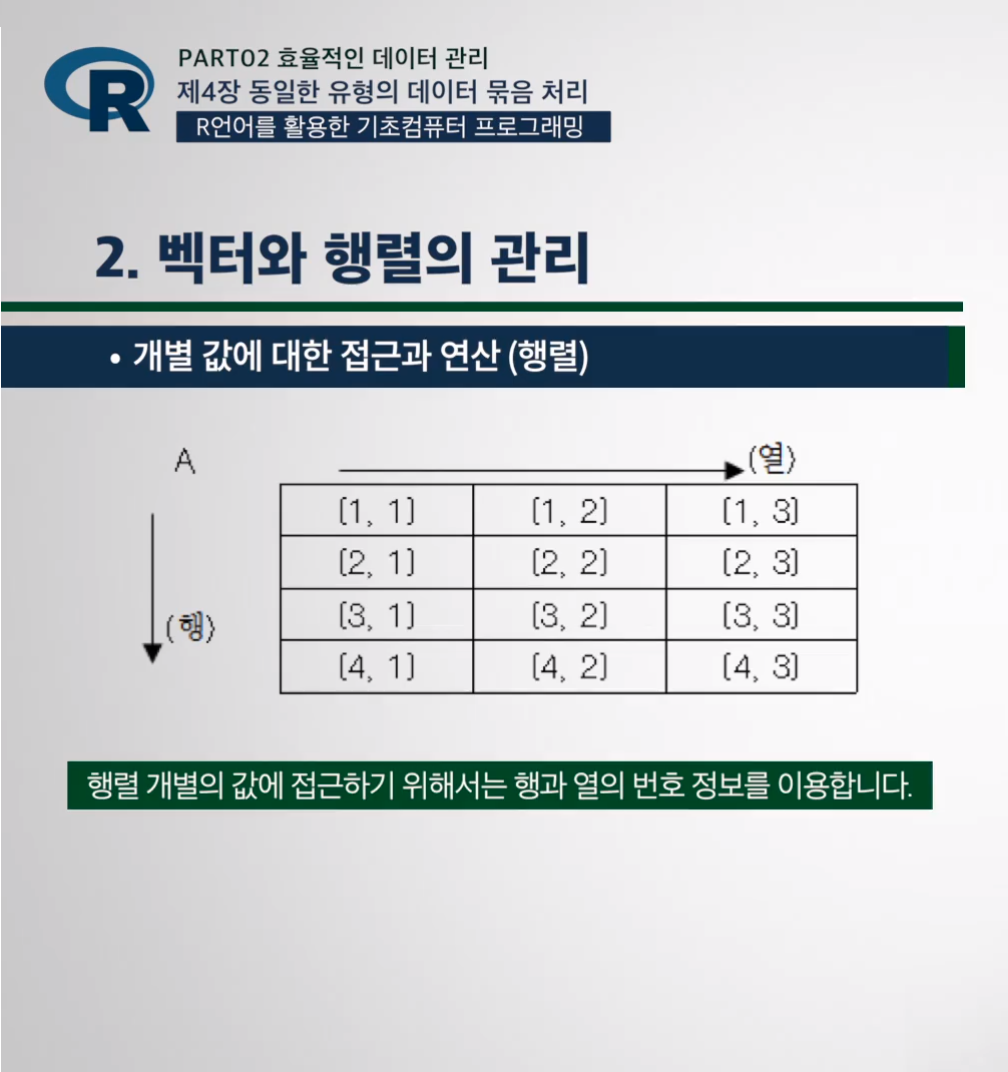 R
PART02 효율적인 데이터 관리
제4장 동일한 유형의 데이터 묶음 처리
R언어를 활용한 기초컴퓨터 프로그래밍
2. 벡터와 행렬의 관리
• 개별 값에 대한 접근과 연산 (행렬)
A (열)
(행)
[1, 1] [1, 2] [1, 3]
[2, 1] [2, 2] [2, 3]
[3, 1] [3, 2] [3, 3]
[4, 1] [4, 2] [4, 3]
행렬 개별의 값에 접근하기 위해서는 행과 열의 번호 정보를 이용합니다.